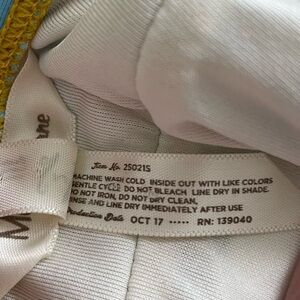 Item No. 25021S
MACHINE WASH COLD INSIDE OUT WITH LIKE COLORS
GENTLE CYCLE DO NOT BLEACH LINE DRY IN SHADE.
DO NOT IRON, DO NOT DRY CLEAN.
RINSE AND LINE DRY IMMEDIATELY AFTER USE
Production Date OCT 17 ····· RN: 139040